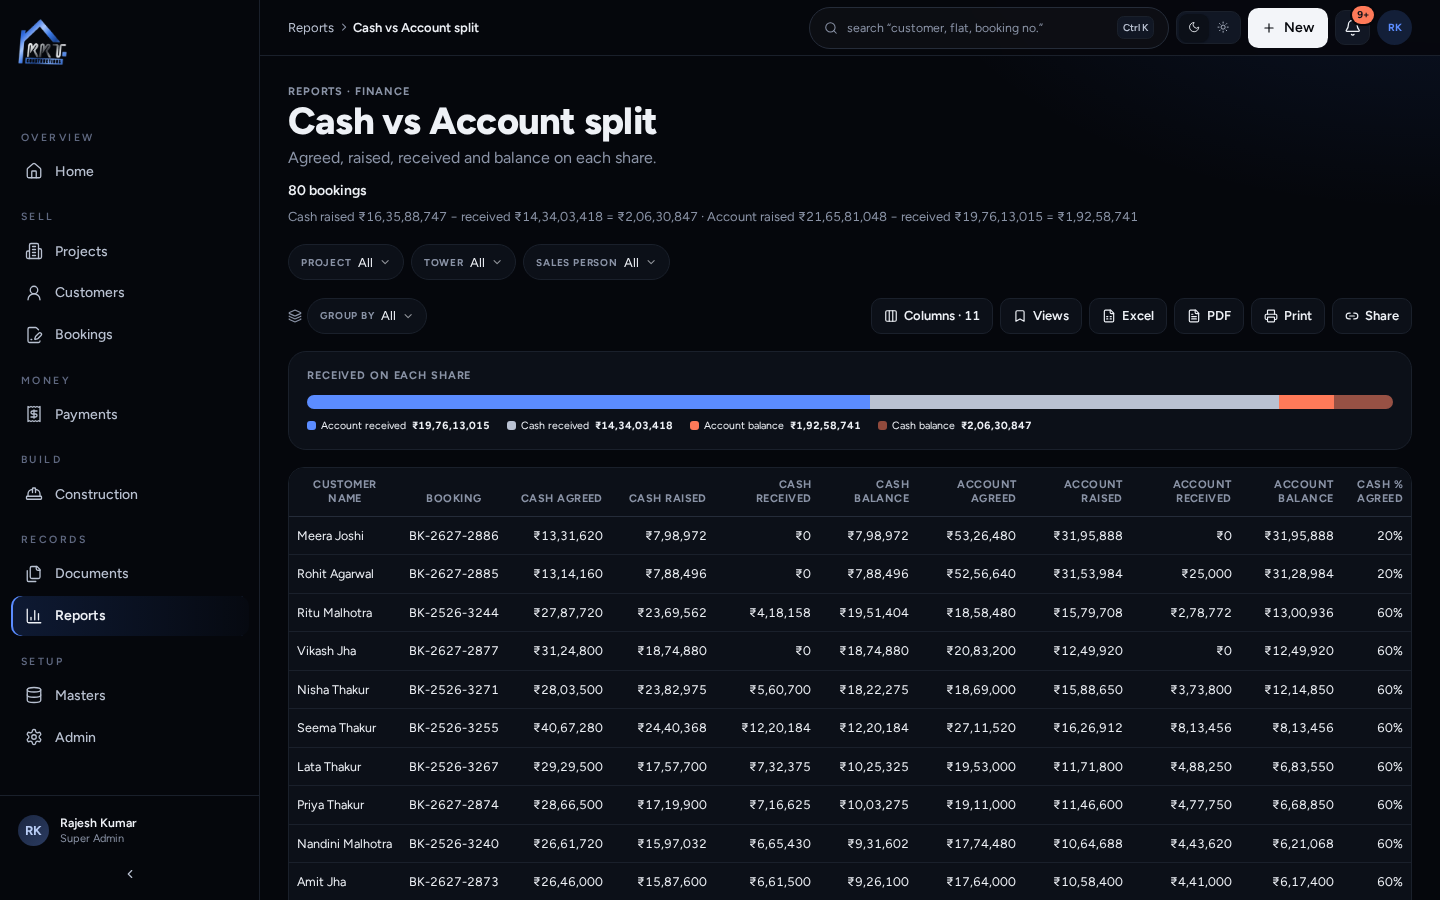 RKT
CONSTRUCTIONS
Reports > Cash vs Account split
search "customer, flat, booking no."
Ctrl K
+ New
9+
RK
OVERVIEW
Home
SELL
Projects
Customers
Bookings
MONEY
Payments
BUILD
Construction
RECORDS
Documents
Reports
SETUP
Masters
Admin
RK
Rajesh Kumar
Super Admin
REPORTS · FINANCE
Cash vs Account split
Agreed, raised, received and balance on each share.
80 bookings
Cash raised ₹16,35,88,747 − received ₹14,34,03,418 = ₹2,06,30,847 · Account raised ₹21,65,81,048 − received ₹19,76,13,015 = ₹1,92,58,741
PROJECT All
TOWER All
SALES PERSON All
GROUP BY All
Columns · 11
Views
Excel
PDF
Print
Share
RECEIVED ON EACH SHARE
Account received ₹19,76,13,015
Cash received ₹14,34,03,418
Account balance ₹1,92,58,741
Cash balance ₹2,06,30,847
CUSTOMER NAME BOOKING CASH AGREED CASH RAISED CASH RECEIVED CASH BALANCE ACCOUNT AGREED ACCOUNT RAISED ACCOUNT RECEIVED ACCOUNT BALANCE CASH % AGREED
Meera Joshi BK-2627-2886 ₹13,31,620 ₹7,98,972 ₹0 ₹7,98,972 ₹53,26,480 ₹31,95,888 ₹0 ₹31,95,888 20%
Rohit Agarwal BK-2627-2885 ₹13,14,160 ₹7,88,496 ₹0 ₹7,88,496 ₹52,56,640 ₹31,53,984 ₹25,000 ₹31,28,984 20%
Ritu Malhotra BK-2526-3244 ₹27,87,720 ₹23,69,562 ₹4,18,158 ₹19,51,404 ₹18,58,480 ₹15,79,708 ₹2,78,772 ₹13,00,936 60%
Vikash Jha BK-2627-2877 ₹31,24,800 ₹18,74,880 ₹0 ₹18,74,880 ₹20,83,200 ₹12,49,920 ₹0 ₹12,49,920 60%
Nisha Thakur BK-2526-3271 ₹28,03,500 ₹23,82,975 ₹5,60,700 ₹18,22,275 ₹18,69,000 ₹15,88,650 ₹3,73,800 ₹12,14,850 60%
Seema Thakur BK-2526-3255 ₹40,67,280 ₹24,40,368 ₹12,20,184 ₹12,20,184 ₹27,11,520 ₹16,26,912 ₹8,13,456 ₹8,13,456 60%
Lata Thakur BK-2526-3267 ₹29,29,500 ₹17,57,700 ₹7,32,375 ₹10,25,325 ₹19,53,000 ₹11,71,800 ₹4,88,250 ₹6,83,550 60%
Priya Thakur BK-2627-2874 ₹28,66,500 ₹17,19,900 ₹7,16,625 ₹10,03,275 ₹19,11,000 ₹11,46,600 ₹4,77,750 ₹6,68,850 60%
Nandini Malhotra BK-2526-3240 ₹26,61,720 ₹15,97,032 ₹6,65,430 ₹9,31,602 ₹17,74,480 ₹10,64,688 ₹4,43,620 ₹6,21,068 60%
Amit Jha BK-2627-2873 ₹26,46,000 ₹15,87,600 ₹6,61,500 ₹9,26,100 ₹17,64,000 ₹10,58,400 ₹4,41,000 ₹6,17,400 60%